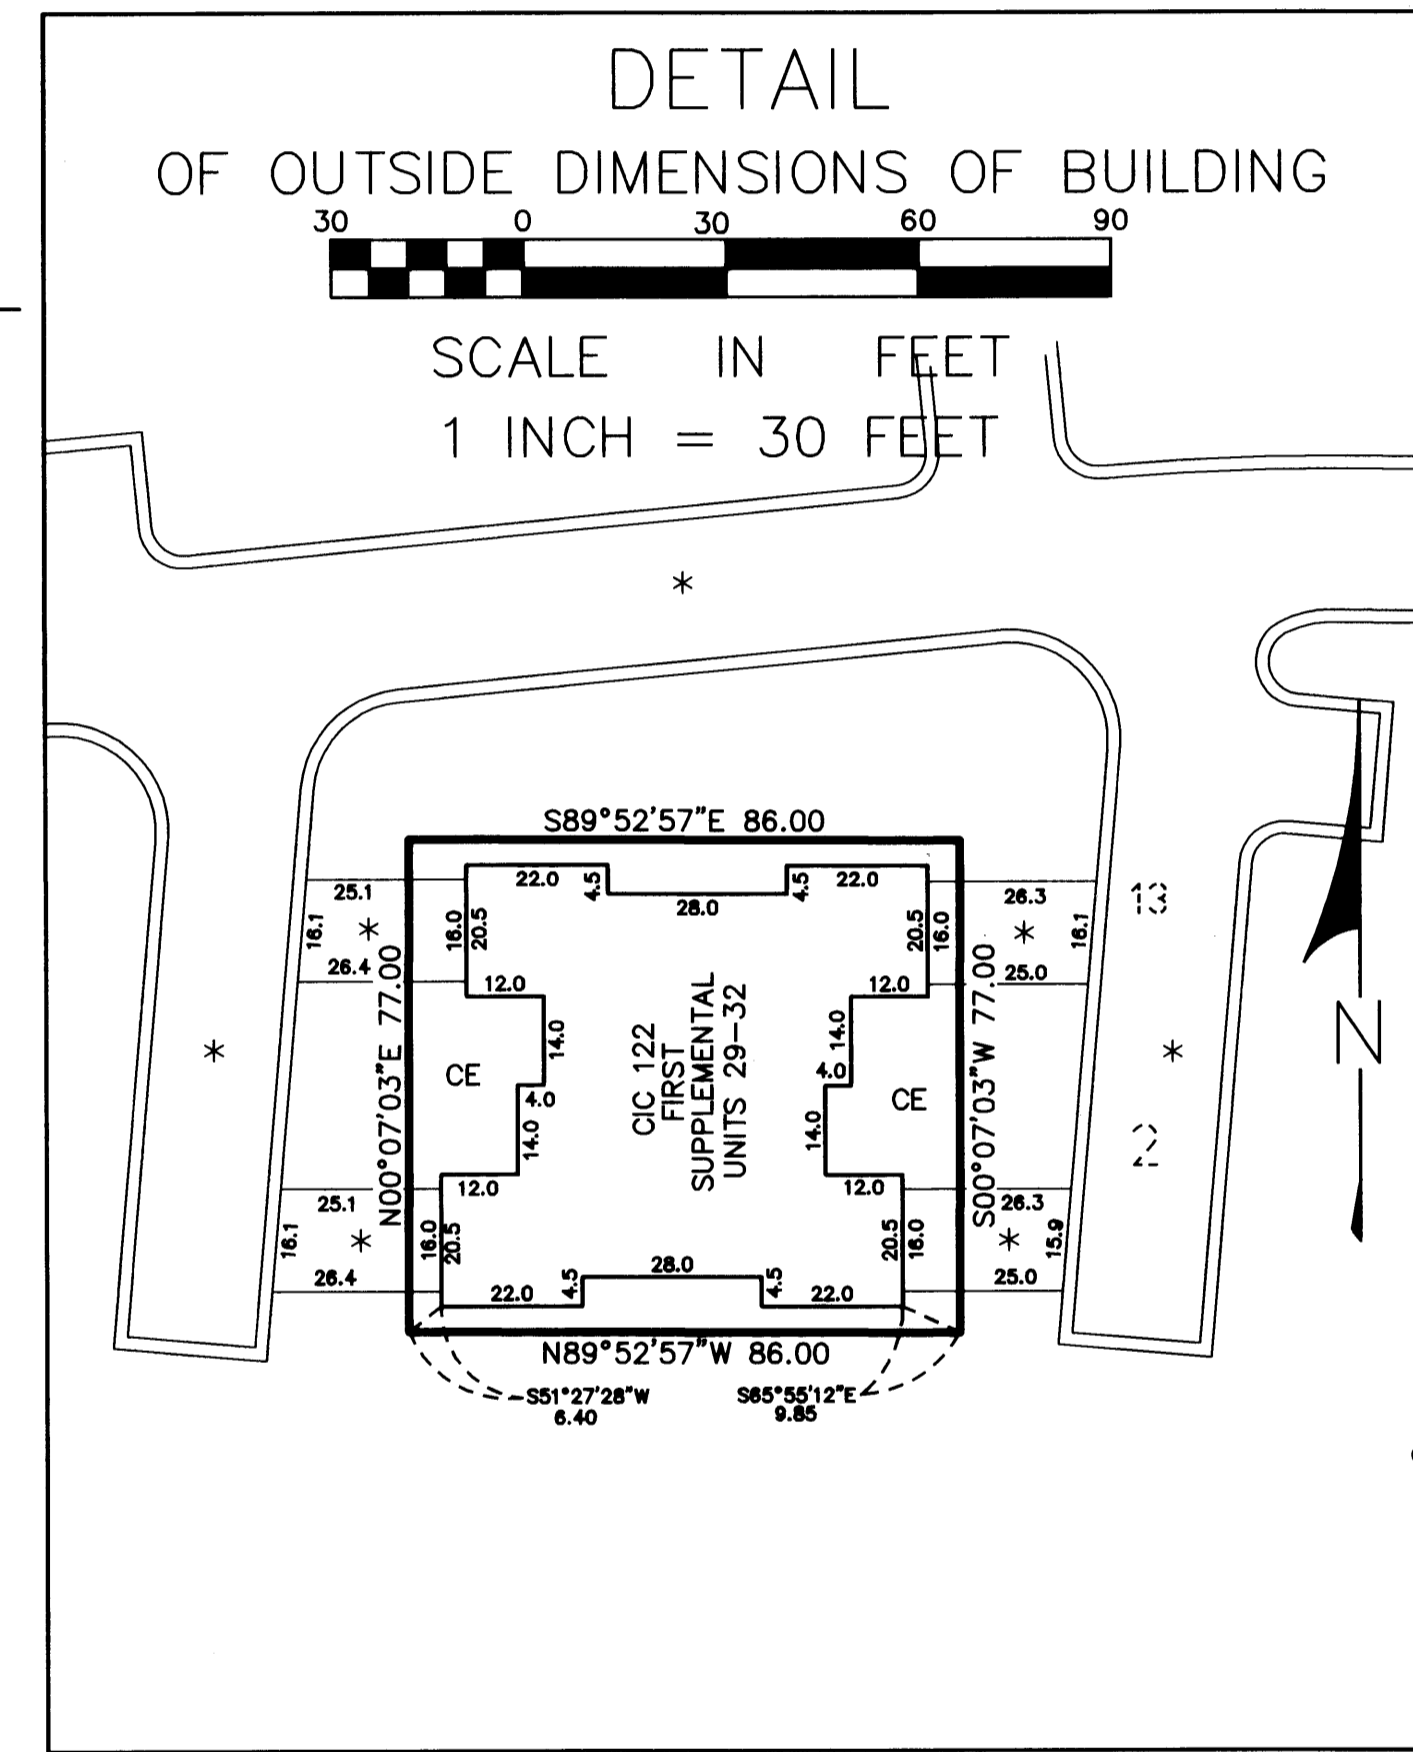 DETAIL
OF OUTSIDE DIMENSIONS OF BUILDING
30 0 30 60 90
SCALE IN FEET
1 INCH = 30 FEET
*
S89°52'57"E 86.00
22.0 4.5 28.0 4.5 22.0
25.1
16.1
*
26.4
16.0
20.5
20.5
16.0
26.3
*
16.1
25.0
13
N00°07'03"E 77.00
S00°07'03"W 77.00
12.0
14.0
12.0
14.0
*
CE
4.0
14.0
CIC 122
FIRST
SUPPLEMENTAL
UNITS 29-32
4.0
14.0
CE
*
2
12.0
12.0
25.1
16.1
*
26.4
16.0
20.5
20.5
16.0
26.3
*
15.9
25.0
22.0 4.5 28.0 4.5 22.0
N89°52'57"W 86.00
S51°27'28"W
6.40
S65°55'12"E
9.85
N